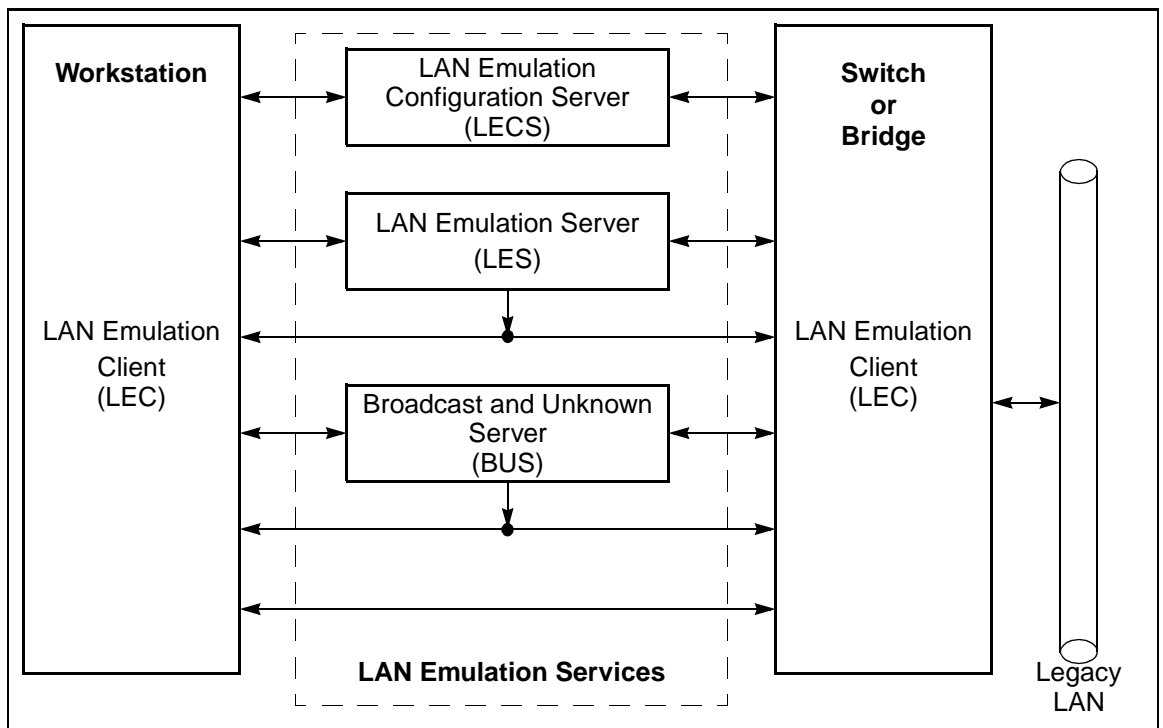 Workstation
LAN Emulation
Client
(LEC)
LAN Emulation
Configuration Server
(LECS)
LAN Emulation Server
(LES)
Broadcast and Unknown
Server
(BUS)
LAN Emulation Services
Switch
or
Bridge
LAN Emulation
Client
(LEC)
Legacy
LAN